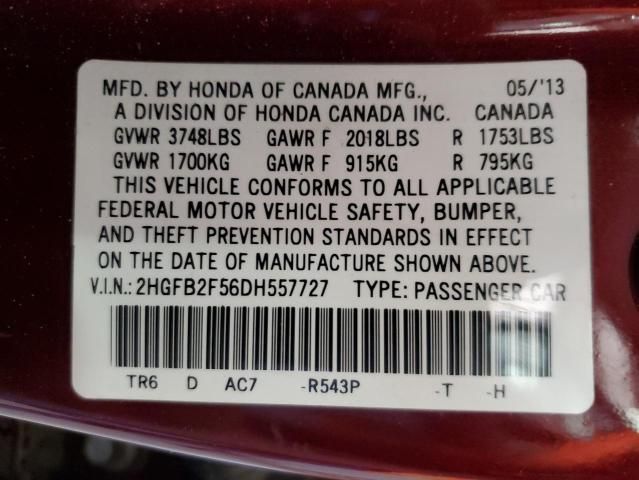 MFD. BY HONDA OF CANADA MFG., 05/'13
A DIVISION OF HONDA CANADA INC. CANADA
GVWR 3748LBS GAWR F 2018LBS R 1753LBS
GVWR 1700KG GAWR F 915KG R 795KG
THIS VEHICLE CONFORMS TO ALL APPLICABLE
FEDERAL MOTOR VEHICLE SAFETY, BUMPER,
AND THEFT PREVENTION STANDARDS IN EFFECT
ON THE DATE OF MANUFACTURE SHOWN ABOVE.
V.I.N.: 2HGFB2F56DH557727 TYPE: PASSENGER CAR
TR6 D AC7 -R543P -T -H